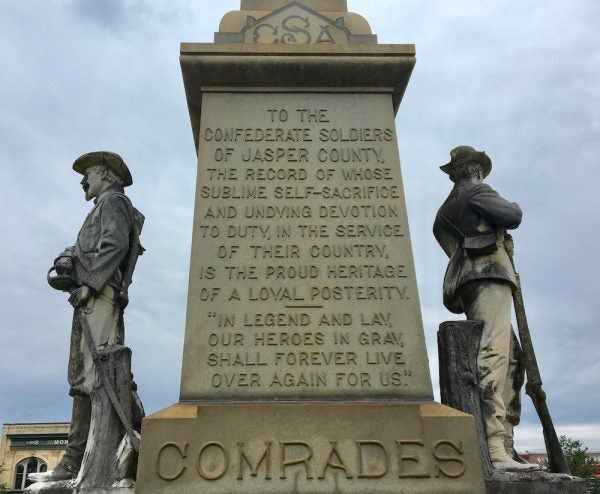 CSA
TO THE
CONFEDERATE SOLDIERS
OF JASPER COUNTY,
THE RECORD OF WHOSE
SUBLIME SELF-SACRIFICE
AND UNDYING DEVOTION
TO DUTY, IN THE SERVICE
OF THEIR COUNTRY,
IS THE PROUD HERITAGE
OF A LOYAL POSTERITY.
"IN LEGEND AND LAY,
OUR HEROES IN GRAY,
SHALL FOREVER LIVE
OVER AGAIN FOR US."
COMRADES